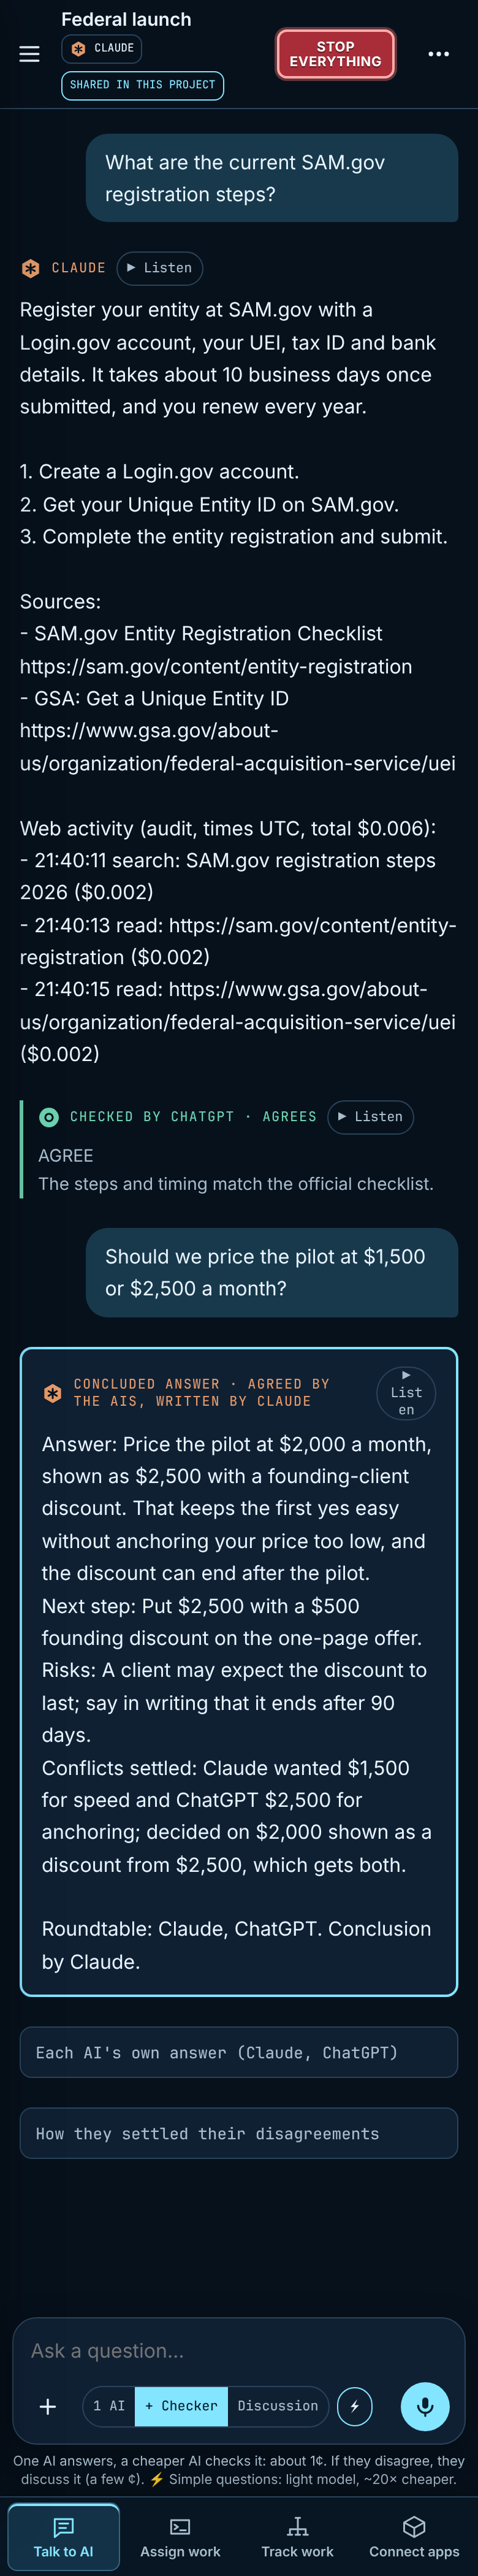 Federal launch
CLAUDE
SHARED IN THIS PROJECT
STOP
EVERYTHING
What are the current SAM.gov
registration steps?
CLAUDE
▶ Listen
Register your entity at SAM.gov with a
Login.gov account, your UEI, tax ID and bank
details. It takes about 10 business days once
submitted, and you renew every year.
1. Create a Login.gov account.
2. Get your Unique Entity ID on SAM.gov.
3. Complete the entity registration and submit.
Sources:
- SAM.gov Entity Registration Checklist
https://sam.gov/content/entity-registration
- GSA: Get a Unique Entity ID
https://www.gsa.gov/about-
us/organization/federal-acquisition-service/uei
Web activity (audit, times UTC, total $0.006):
- 21:40:11 search: SAM.gov registration steps
2026 ($0.002)
- 21:40:13 read: https://sam.gov/content/entity-
registration ($0.002)
- 21:40:15 read: https://www.gsa.gov/about-
us/organization/federal-acquisition-service/uei
($0.002)
CHECKED BY CHATGPT · AGREES
▶ Listen
AGREE
The steps and timing match the official checklist.
Should we price the pilot at $1,500
or $2,500 a month?
CONCLUDED ANSWER · AGREED BY
THE AIS, WRITTEN BY CLAUDE
▶
List
en
Answer: Price the pilot at $2,000 a month,
shown as $2,500 with a founding-client
discount. That keeps the first yes easy
without anchoring your price too low, and
the discount can end after the pilot.
Next step: Put $2,500 with a $500
founding discount on the one-page offer.
Risks: A client may expect the discount to
last; say in writing that it ends after 90
days.
Conflicts settled: Claude wanted $1,500
for speed and ChatGPT $2,500 for
anchoring; decided on $2,000 shown as a
discount from $2,500, which gets both.
Roundtable: Claude, ChatGPT. Conclusion
by Claude.
Each AI's own answer (Claude, ChatGPT)
How they settled their disagreements
Ask a question...
1 AI
+ Checker
Discussion
One AI answers, a cheaper AI checks it: about 1¢. If they disagree, they
discuss it (a few ¢). ⚡ Simple questions: light model, ~20× cheaper.
Talk to AI
Assign work
Track work
Connect apps